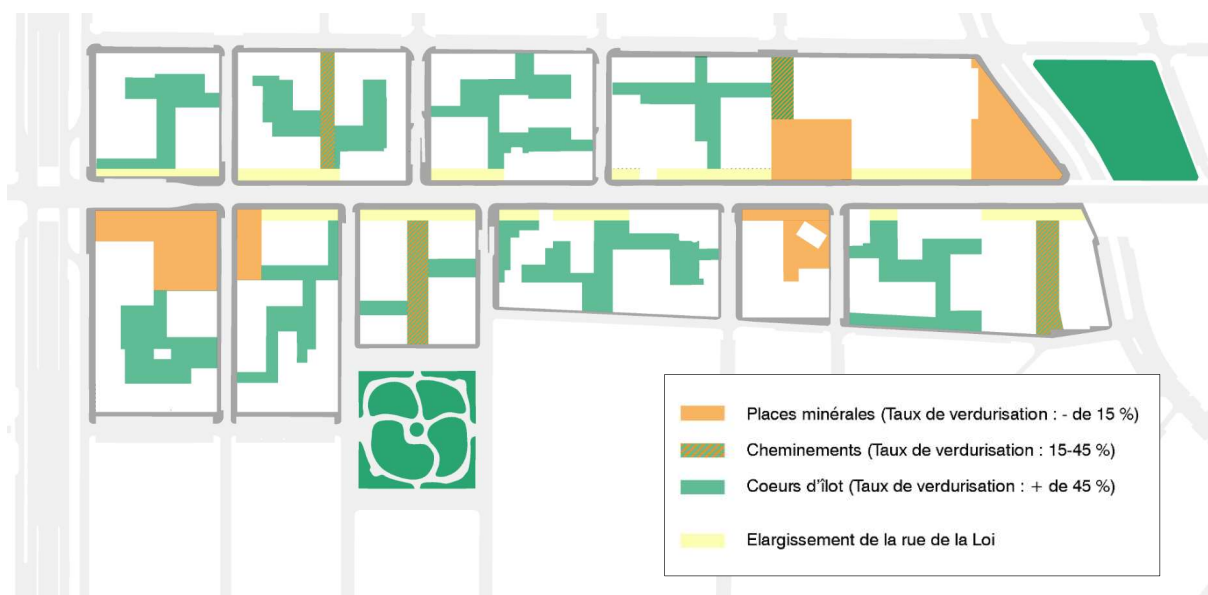 Places minérales (Taux de verdurisation : - de 15 %)
Cheminements (Taux de verdurisation : 15-45 %)
Coeurs d'îlot (Taux de verdurisation : + de 45 %)
Elargissement de la rue de la Loi